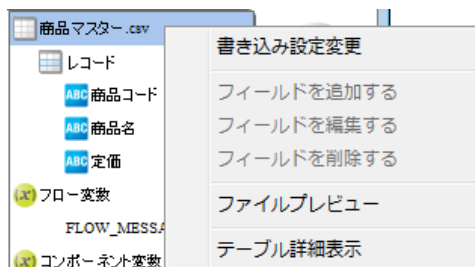 商品マスター.csv
レコード
ABC 商品コード
ABC 商品名
ABC 定価
(x) フロー変数
FLOW_MESSA
(x) コンポーネント変数
書き込み設定変更
フィールドを追加する
フィールドを編集する
フィールドを削除する
ファイルプレビュー
テーブル詳細表示